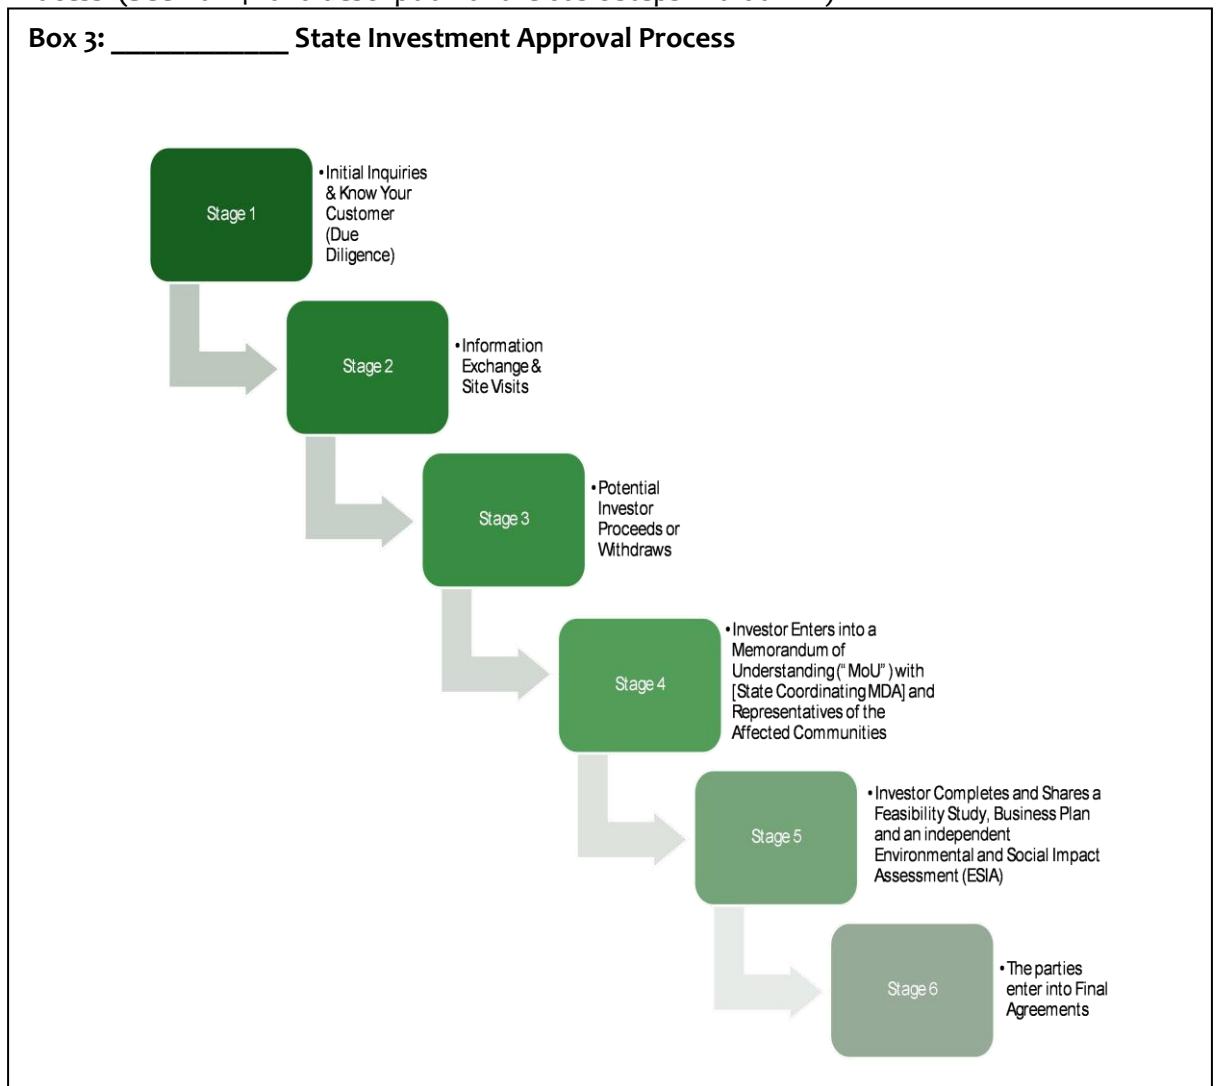 Box 3: ____________ State Investment Approval Process
Stage 1
•Initial Inquiries
& Know Your
Customer
(Due
Diligence)
Stage 2
•Information
Exchange &
Site Visits
Stage 3
•Potential
Investor
Proceeds or
Withdraws
Stage 4
•Investor Enters into a
Memorandum of
Understanding (“ MoU” ) with
[State Coordinating MDA] and
Representatives of the
Affected Communities
Stage 5
•Investor Completes and Shares a
Feasibility Study, Business Plan
and an independent
Environmental and Social Impact
Assessment (ESIA)
Stage 6
•The parties
enter into Final
Agreements